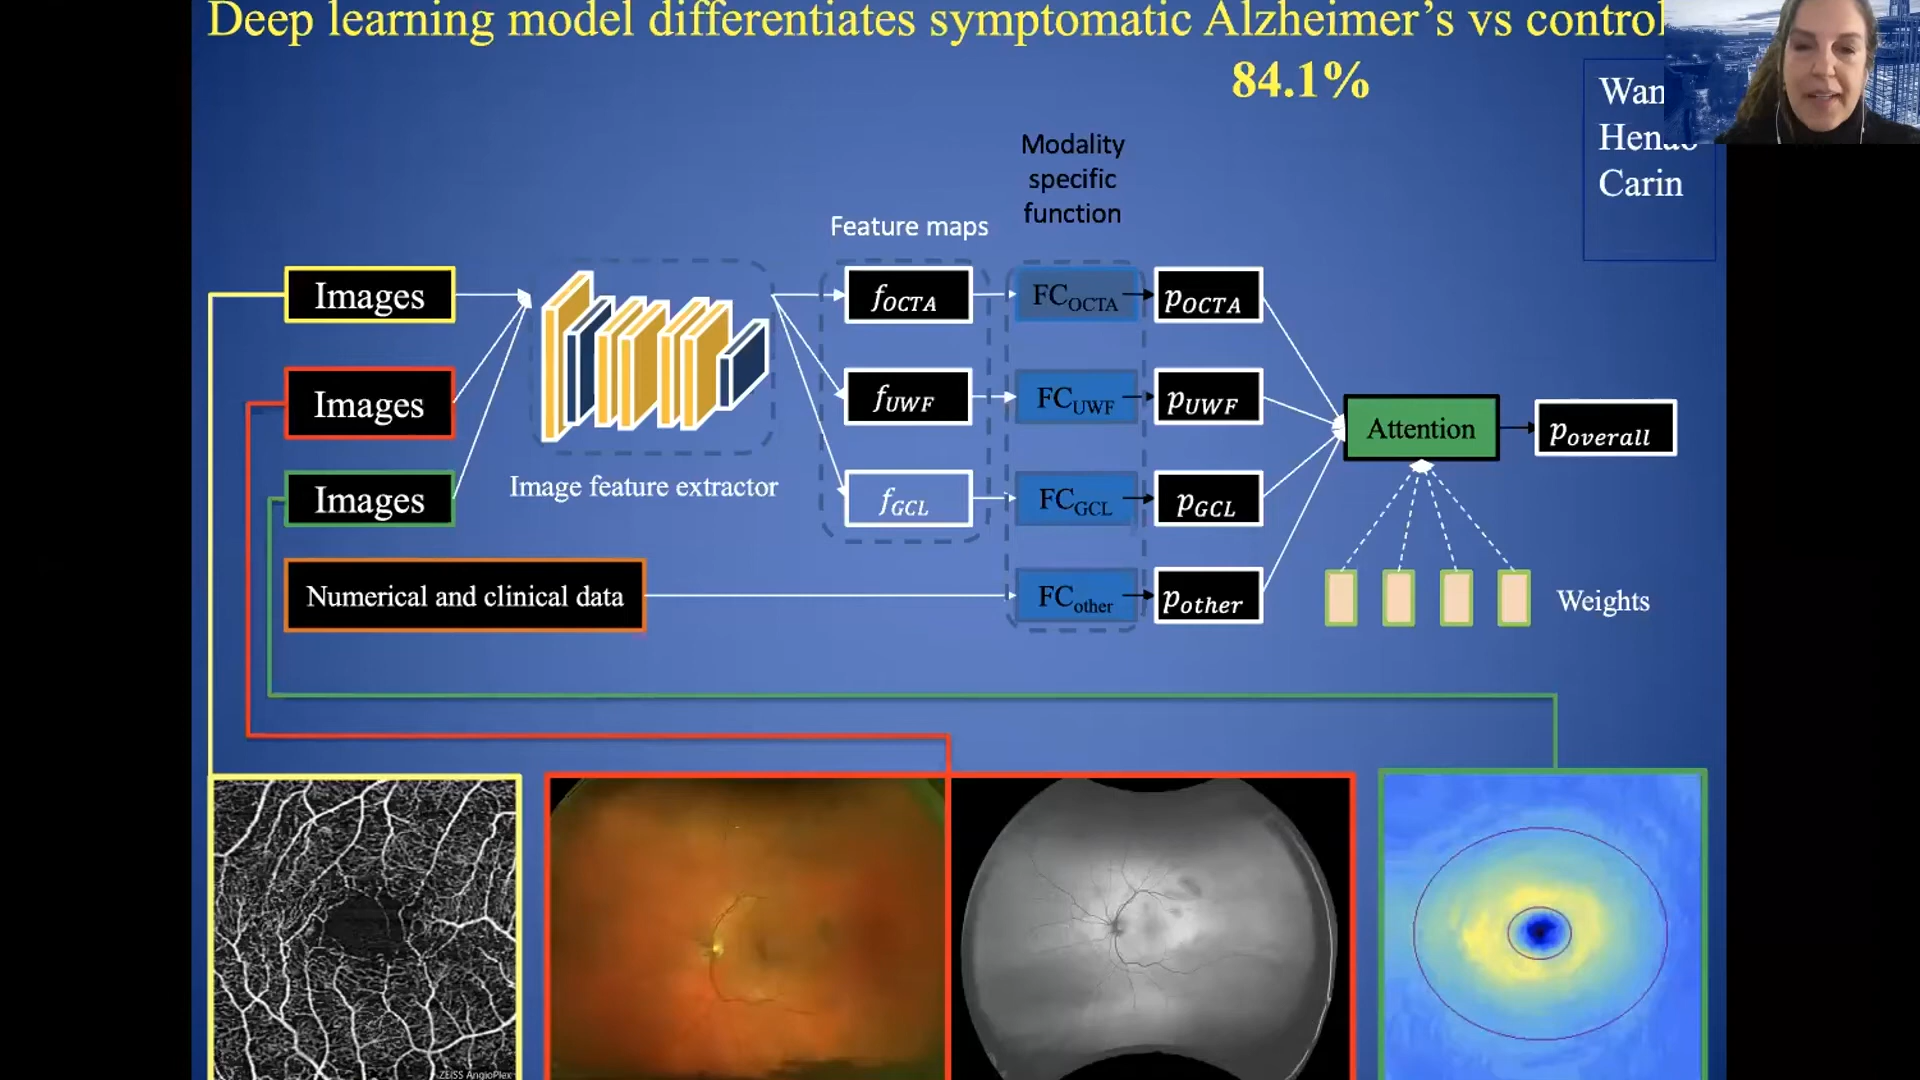 Deep learning model differentiates symptomatic Alzheimer's vs control
84.1%
Wan
Henao
Carin
Modality
specific
function
Feature maps
Images
f_OCTA
FC_OCTA
p_OCTA
Images
f_UWF
FC_UWF
p_UWF
Attention
p_overall
Images
Image feature extractor
f_GCL
FC_GCL
p_GCL
Numerical and clinical data
FC_other
p_other
Weights
ZEISS AngioPlex